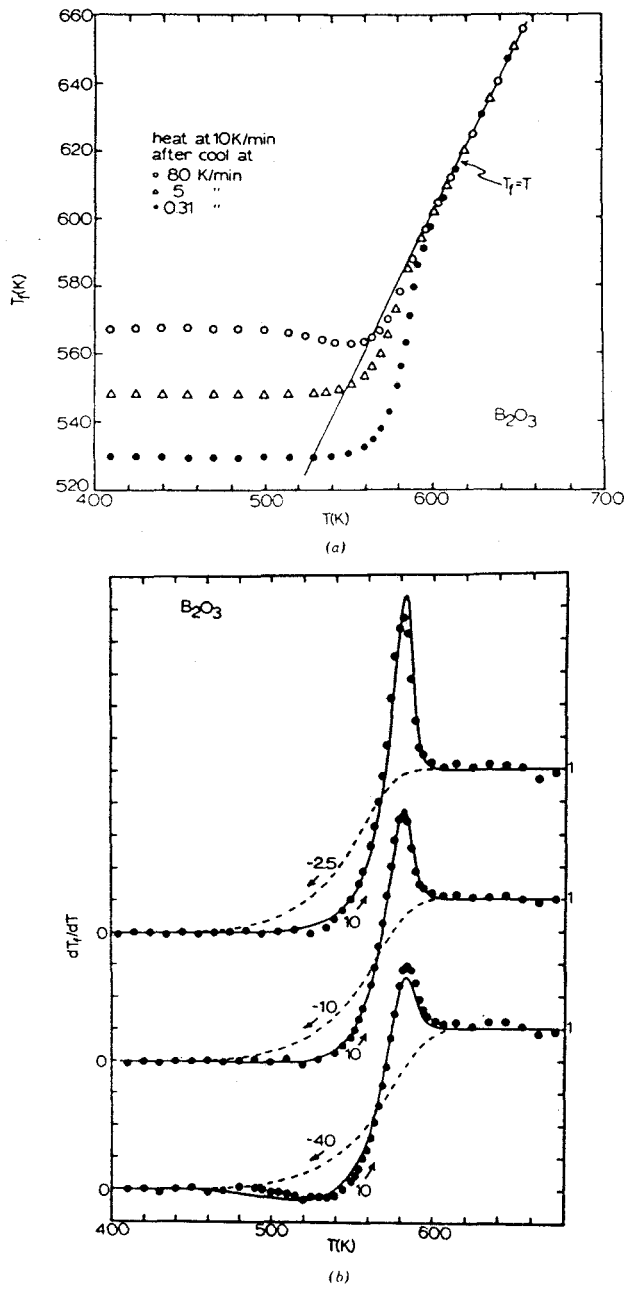 660
640
620
600
580
560
540
520
Tf(K)
heat at 10K/min
after cool at
○ 80 K/min
△ 5 "
• 0.31 "
Tf=T
B2O3
400
500
600
700
T(K)
(a)
B2O3
dTf/dT
1
-2.5
10
0
1
-10
10
0
1
-40
10
0
400
500
600
T(K)
(b)